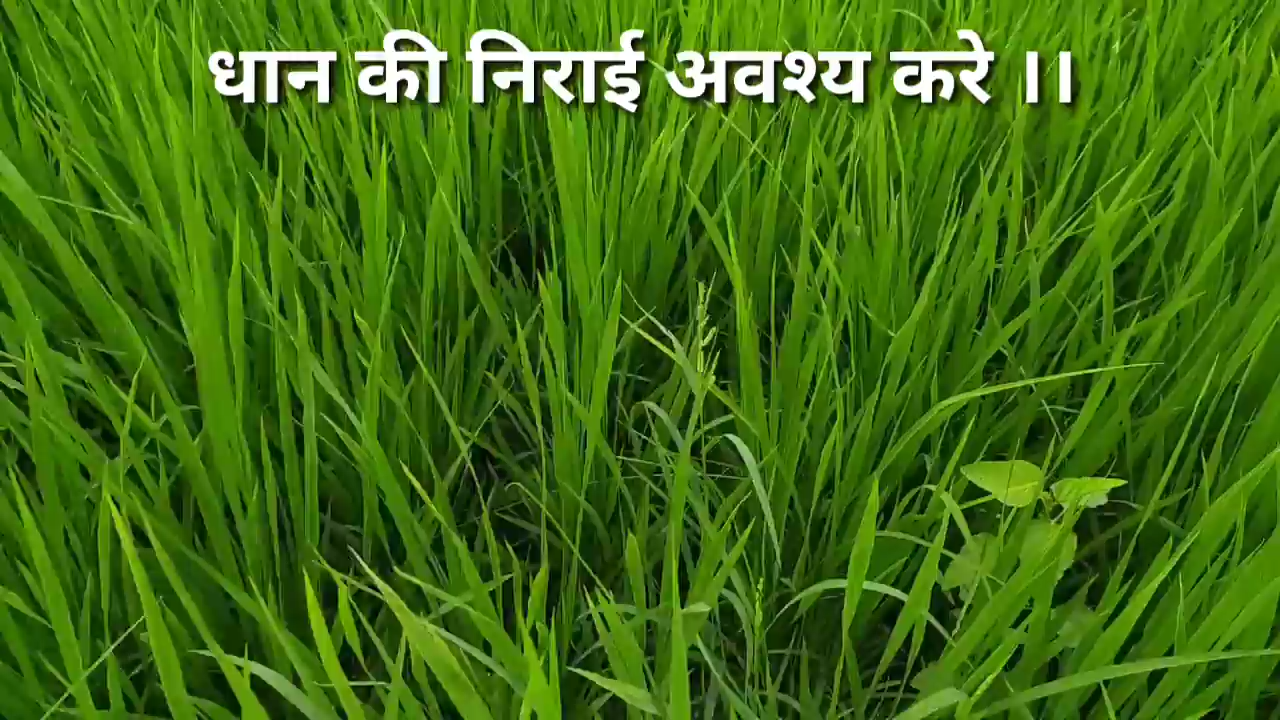 धान की निराई अवश्य करे ।।